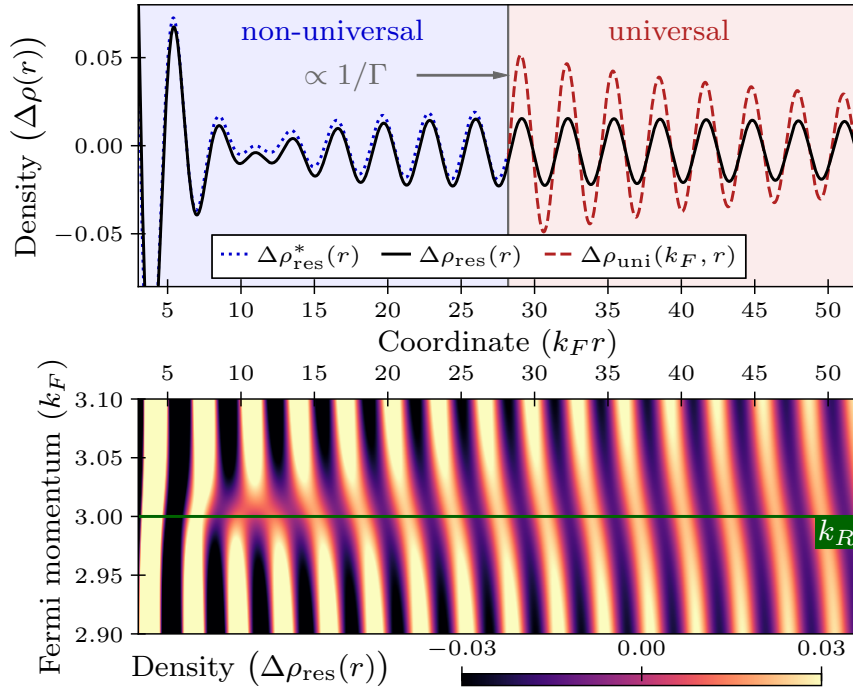 non-universal
universal
∝ 1/Γ
Density (Δρ(r))
0.05
0.00
−0.05
Δρ*res(r)
Δρres(r)
Δρuni(kF, r)
5 10 15 20 25 30 35 40 45 50
Coordinate (kFr)
5 10 15 20 25 30 35 40 45 50
Fermi momentum (kF)
3.10
3.05
3.00
2.95
2.90
kR
Density (Δρres(r))
−0.03 0.00 0.03